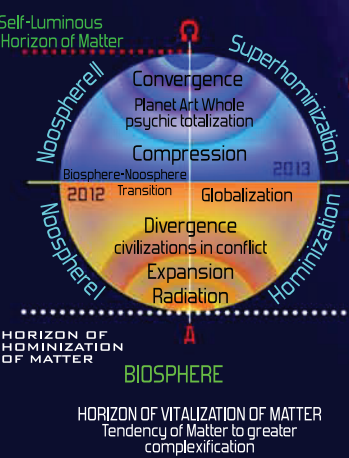 Self-Luminous
Horizon of Matter
Ω
Noosphere II
Superhominization
Convergence
Planet Art Whole
psychic totalization
Compression
Biosphere-Noosphere
2013
2012
Transition
Globalization
Noosphere I
Hominization
Divergence
civilizations in conflict
Expansion
Radiation
A
HORIZON OF
HOMINIZATION
OF MATTER
BIOSPHERE
HORIZON OF VITALIZATION OF MATTER
Tendency of Matter to greater
complexification